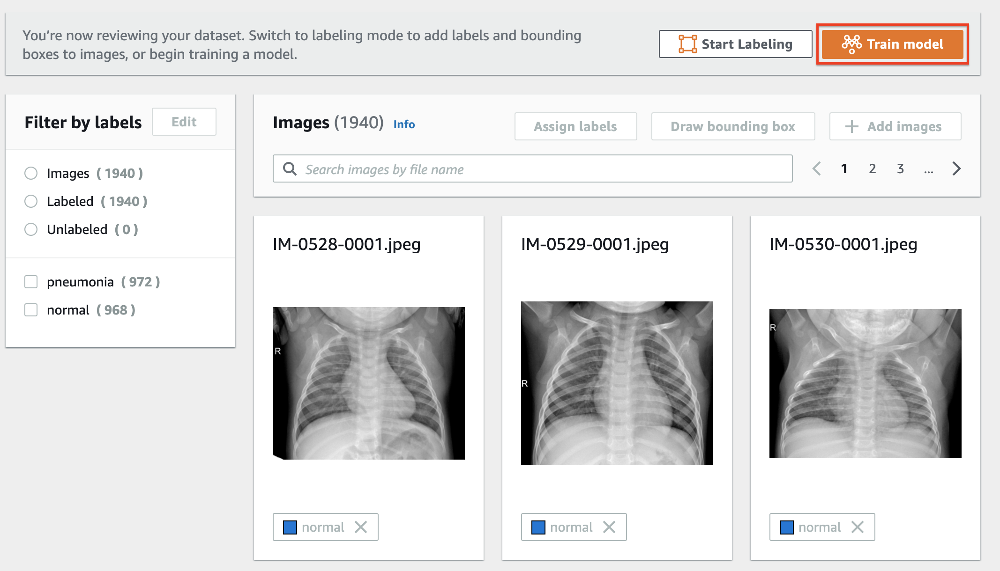 You're now reviewing your dataset. Switch to labeling mode to add labels and bounding
boxes to images, or begin training a model.
Start Labeling
Train model
Filter by labels
Edit
Images ( 1940 )
Labeled ( 1940 )
Unlabeled ( 0 )
pneumonia ( 972 )
normal ( 968 )
Images (1940) Info
Assign labels
Draw bounding box
+ Add images
Search images by file name
1 2 3 ...
IM-0528-0001.jpeg
R
normal
IM-0529-0001.jpeg
R
normal
IM-0530-0001.jpeg
R
normal